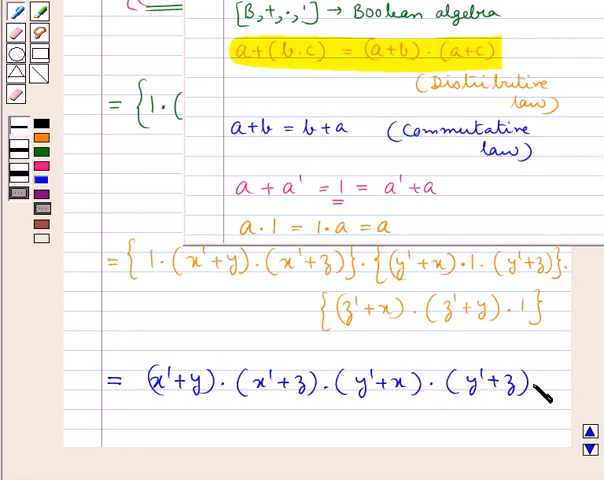 [B, +, ·, '] → Boolean algebra
a + (b · c) = (a+b) · (a+c)
(Distributive law)
= {1 · (
a+b = b+a (Commutative law)
a + a' = 1 = a' + a
a · 1 = 1 · a = a
= {1 · (x'+y) · (x'+z)} · {(y'+x) · 1 · (y'+z)} ·
{(z'+x) · (z'+y) · 1}
= (x'+y) · (x'+z) · (y'+x) · (y'+z)